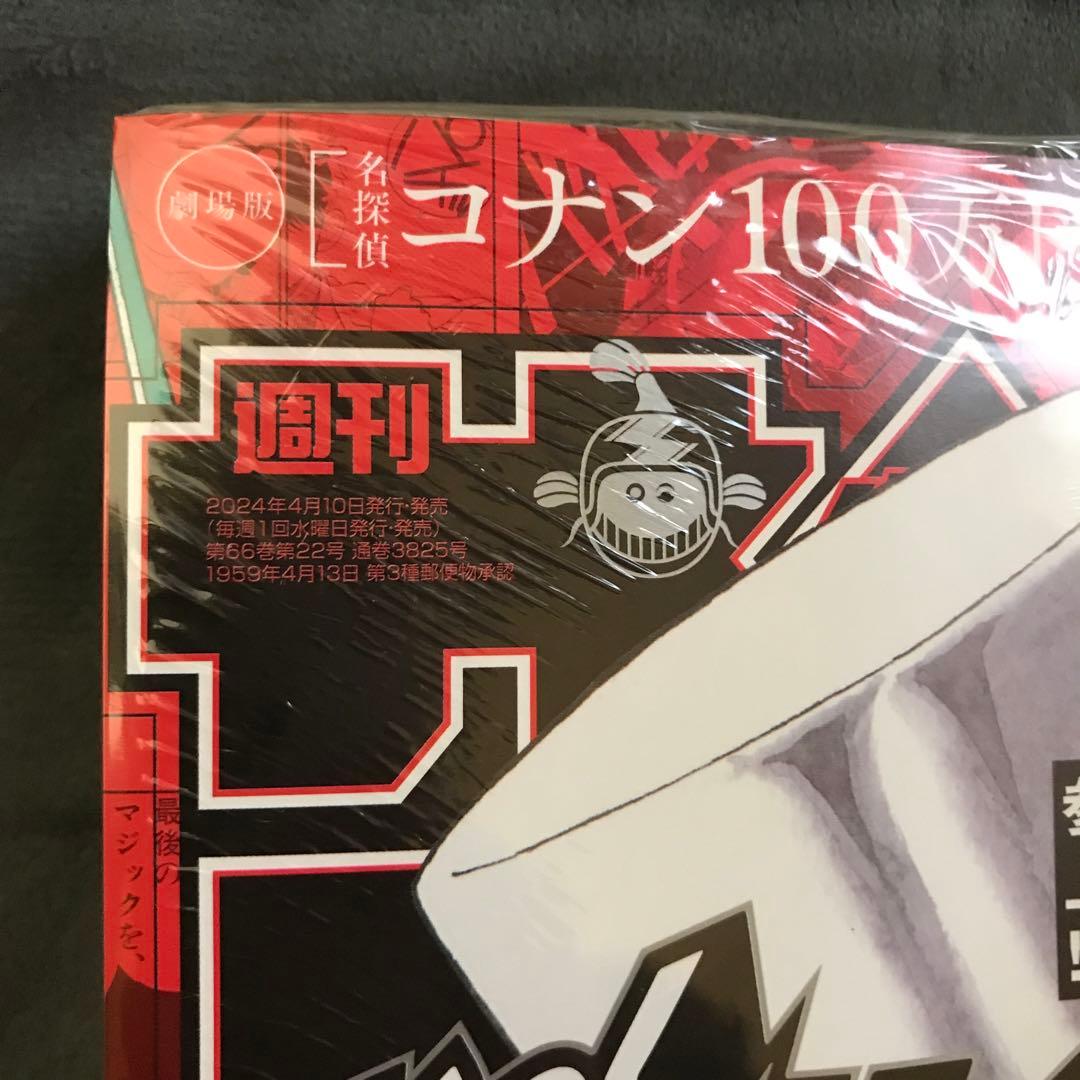 劇場版
名探偵
コナン100万
週刊
2024年4月10日発行・発売
(毎週1回水曜日発行・発売)
第66巻第22号 通巻3825号
1959年4月13日 第3種郵便物承認
最後の
マジックを、